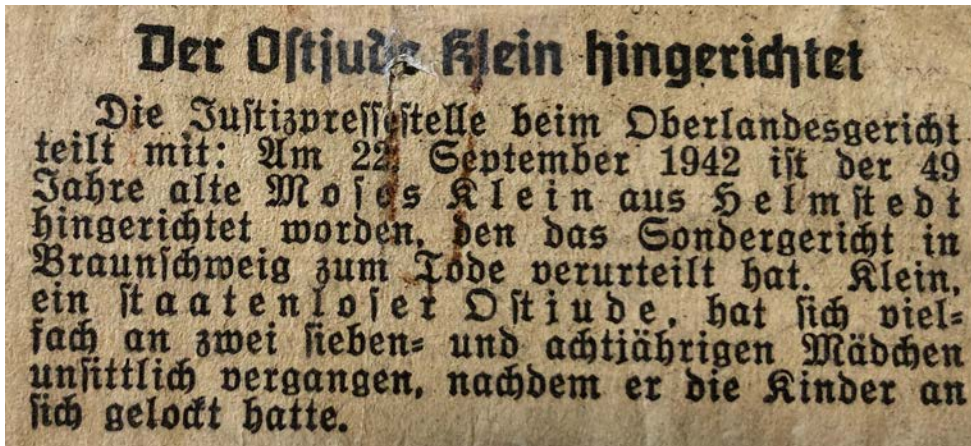 Der Ostjude Klein hingerichtet
Die Justizpressestelle beim Oberlandesgericht
teilt mit: Am 22. September 1942 ist der 49
Jahre alte Moses Klein aus Helmstedt
hingerichtet worden, den das Sondergericht in
Braunschweig zum Tode verurteilt hat. Klein,
ein staatenloser Ostjude, hat sich viel-
fach an zwei sieben- und achtjährigen Mädchen
unsittlich vergangen, nachdem er die Kinder an
sich gelockt hatte.